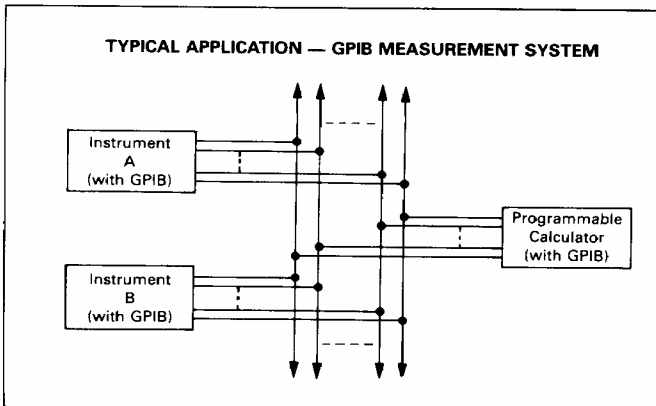 TYPICAL APPLICATION — GPIB MEASUREMENT SYSTEM
Instrument
A
(with GPIB)
Programmable
Calculator
(with GPIB)
Instrument
B
(with GPIB)